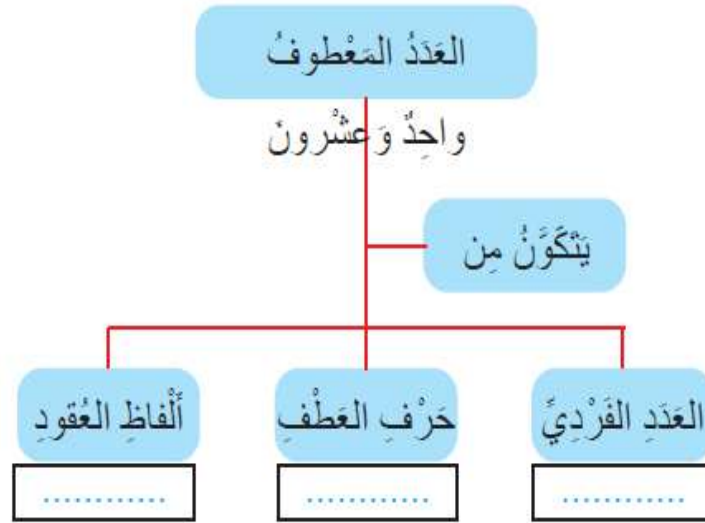 العَدَدُ المَعْطوفُ
واحِدٌ وَعِشْرونَ
يَتَكَوَّنُ مِن
العَدَدِ الفَرْدِيِّ
حَرْفِ العَطْفِ
أَلْفاظِ العُقودِ
............
............
............